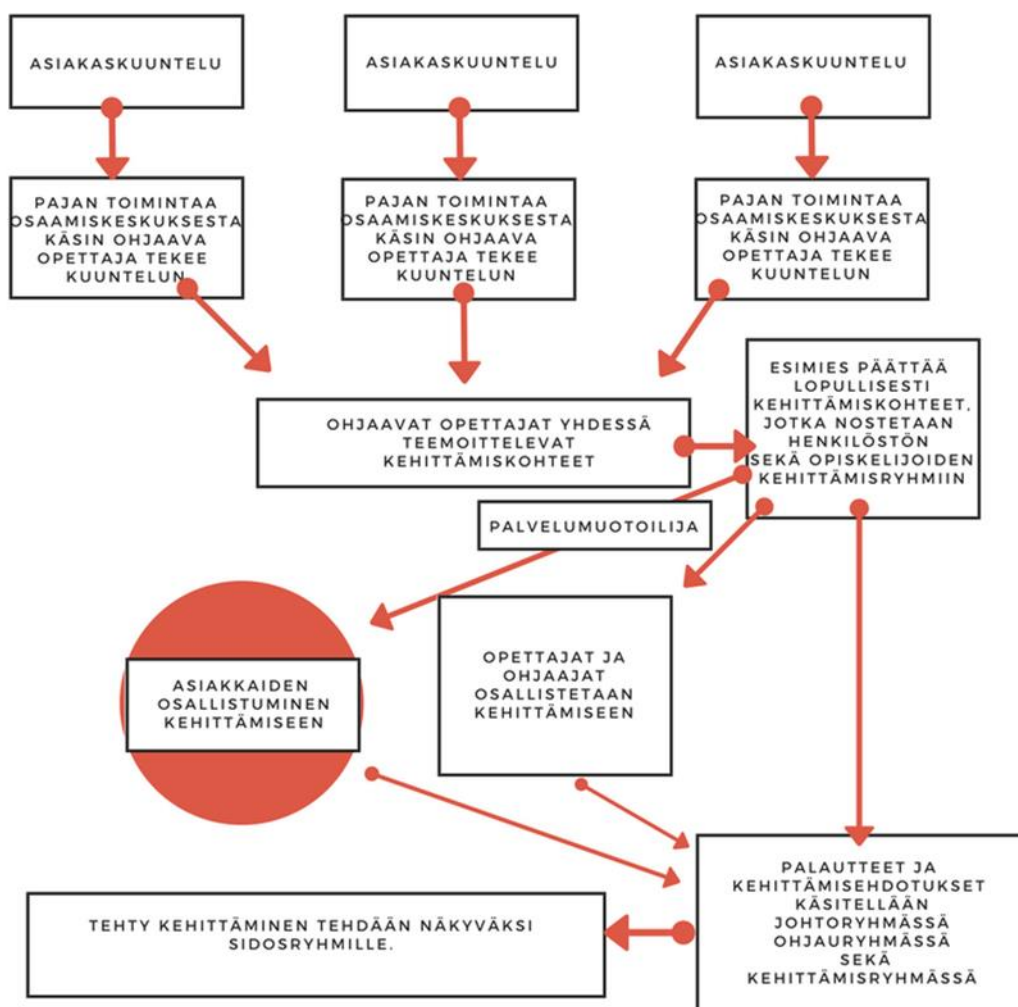 ASIAKASKUUNTELU
ASIAKASKUUNTELU
ASIAKASKUUNTELU
PAJAN TOIMINTAA
OSAAMISKESKUKSESTA
KÄSIN OHJAAVA
OPETTAJA TEKEE
KUUNTELUN
PAJAN TOIMINTAA
OSAAMISKESKUKSESTA
KÄSIN OHJAAVA
OPETTAJA TEKEE
KUUNTELUN
PAJAN TOIMINTAA
OSAAMISKESKUKSESTA
KÄSIN OHJAAVA
OPETTAJA TEKEE
KUUNTELUN
OHJAAVAT OPETTAJAT YHDESSÄ
TEEMOITTELEVAT
KEHITTÄMISKOHTEET
ESIMIES PÄÄTTÄÄ
LOPULLISESTI
KEHITTÄMISKOHTEET,
JOTKA NOSTETAAN
HENKILÖSTÖN
SEKÄ OPISKELIJOIDEN
KEHITTÄMISRYHMIIN
PALVELUMUOTOILIJA
ASIAKKAIDEN
OSALLISTUMINEN
KEHITTÄMISEEN
OPETTAJAT JA
OHJAAJAT
OSALLISTETAAN
KEHITTÄMISEEN
PALAUTTEET JA
KEHITTÄMISEHDOTUKSET
KÄSITELLÄÄN
JOHTORYHMÄSSÄ
OHJAURYHMÄSSÄ
SEKÄ
KEHITTÄMISRYHMÄSSÄ
TEHTY KEHITTÄMINEN TEHDÄÄN NÄKYVÄKSI
SIDOSRYHMILLE.